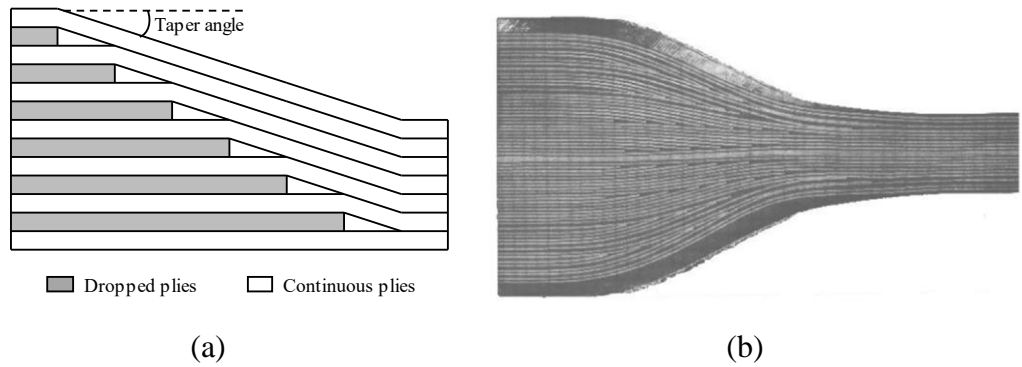 Taper angle
Dropped plies
Continuous plies
(a)
(b)